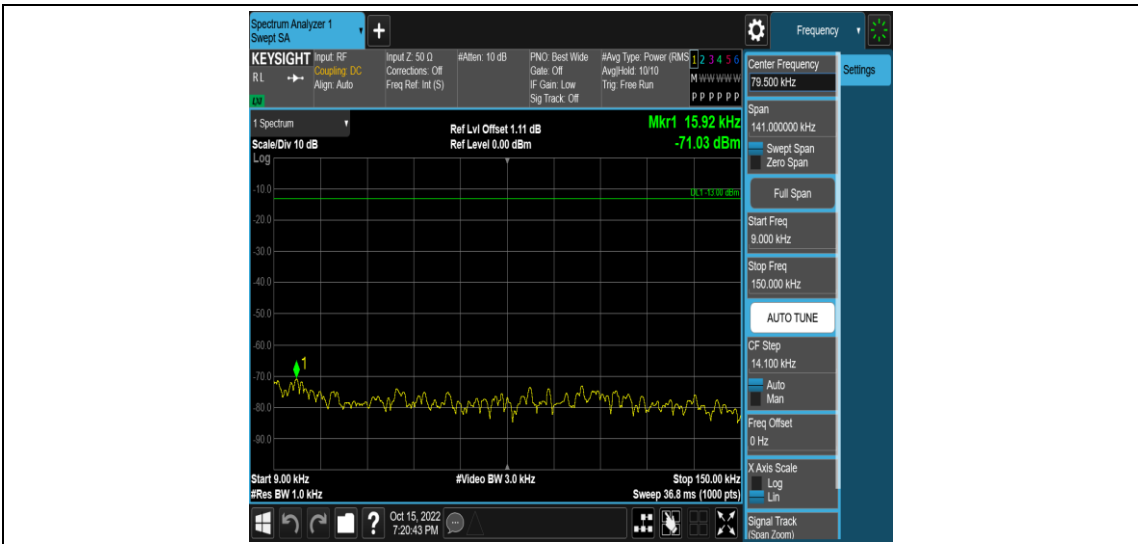 Spectrum Analyzer 1
Swept SA
+
Frequency
KEYSIGHT
R L
LXI
Input: RF
Coupling: DC
Align: Auto
Input Z: 50 Ω
Corrections: Off
Freq Ref: Int (S)
#Atten: 10 dB
PNO: Best Wide
Gate: Off
IF Gain: Low
Sig Track: Off
#Avg Type: Power (RMS
Avg|Hold: 10/10
Trig: Free Run
1 2 3 4 5 6
M W W W W W
P P P P P P
1 Spectrum
Scale/Div 10 dB
Log
Ref Lvl Offset 1.11 dB
Ref Level 0.00 dBm
Mkr1 15.92 kHz
-71.03 dBm
DL1 -13.00 dBm
-10.0
-20.0
-30.0
-40.0
-50.0
-60.0
1
-70.0
-80.0
-90.0
Start 9.00 kHz
#Res BW 1.0 kHz
#Video BW 3.0 kHz
Stop 150.00 kHz
Sweep 36.8 ms (1000 pts)
Center Frequency
79.500 kHz
Settings
Span
141.000000 kHz
Swept Span
Zero Span
Full Span
Start Freq
9.000 kHz
Stop Freq
150.000 kHz
AUTO TUNE
CF Step
14.100 kHz
Auto
Man
Freq Offset
0 Hz
X Axis Scale
Log
Lin
Signal Track
(Span Zoom)
?
Oct 15, 2022
7:20:43 PM